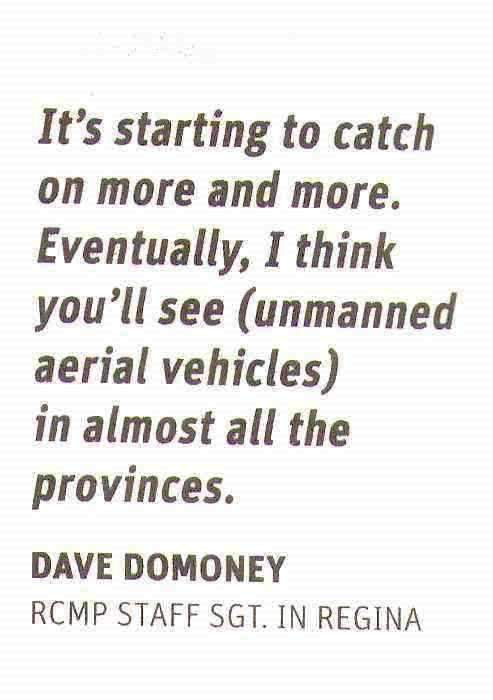 It's starting to catch
on more and more.
Eventually, I think
you'll see (unmanned
aerial vehicles)
in almost all the
provinces.
DAVE DOMONEY
RCMP STAFF SGT. IN REGINA